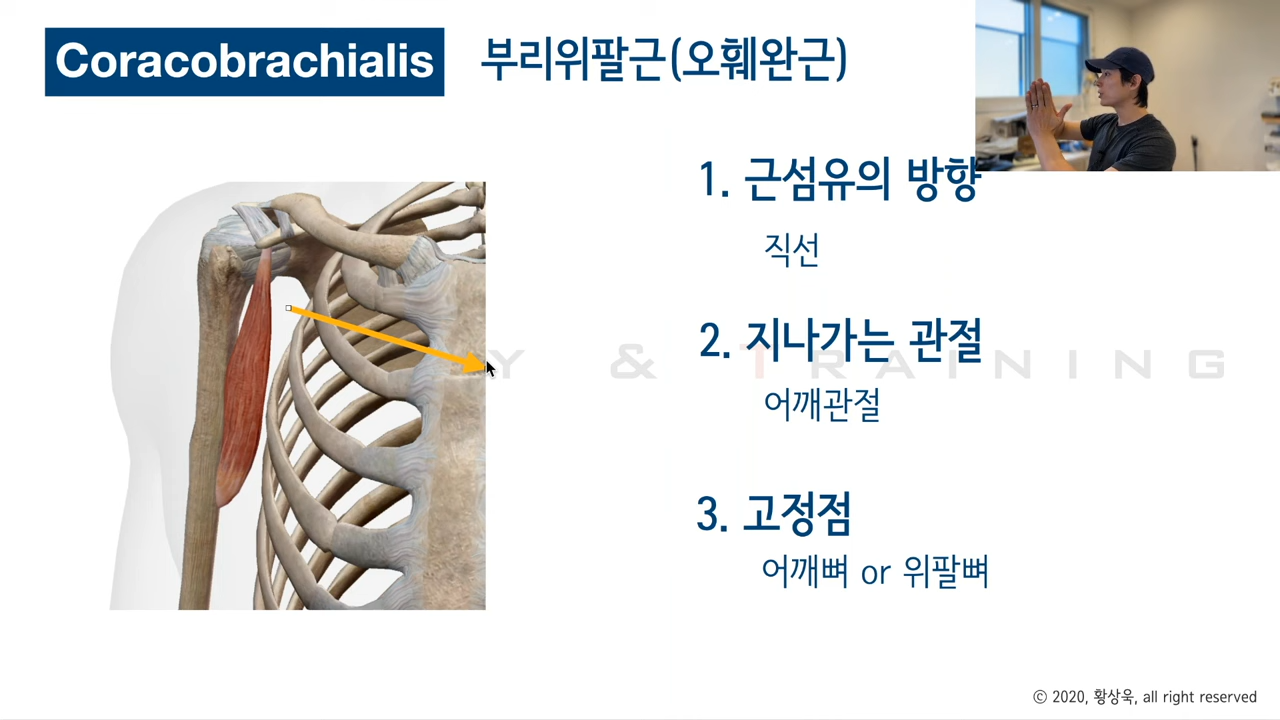 Coracobrachialis 부리위팔근(오훼완근)
1. 근섬유의 방향
직선
2. 지나가는 관절
Y & TRAINING
어깨관절
3. 고정점
어깨뼈 or 위팔뼈
© 2020, 황상욱, all right reserved